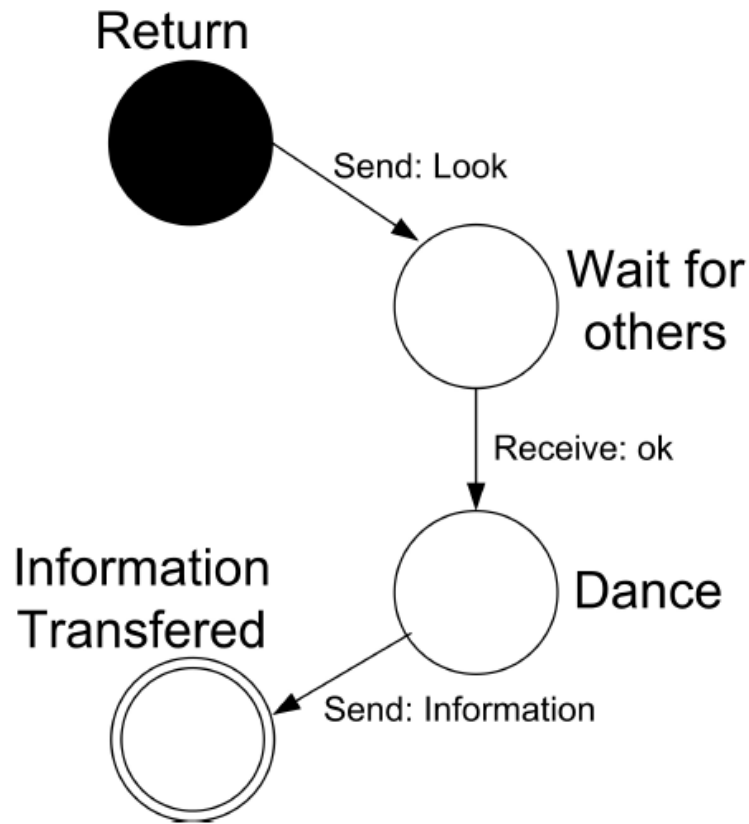 Return
Send: Look
Wait for
others
Receive: ok
Dance
Information
Transfered
Send: Information